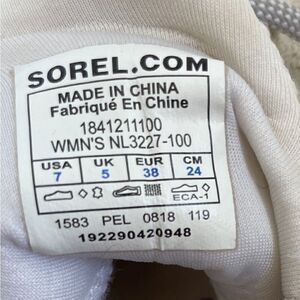 SOREL.COM
MADE IN CHINA
Fabriqué En Chine
1841211100
WMN'S NL3227-100
USA UK EUR CM
7 5 38 24
ECA-1
1583 PEL 0818 119
192290420948